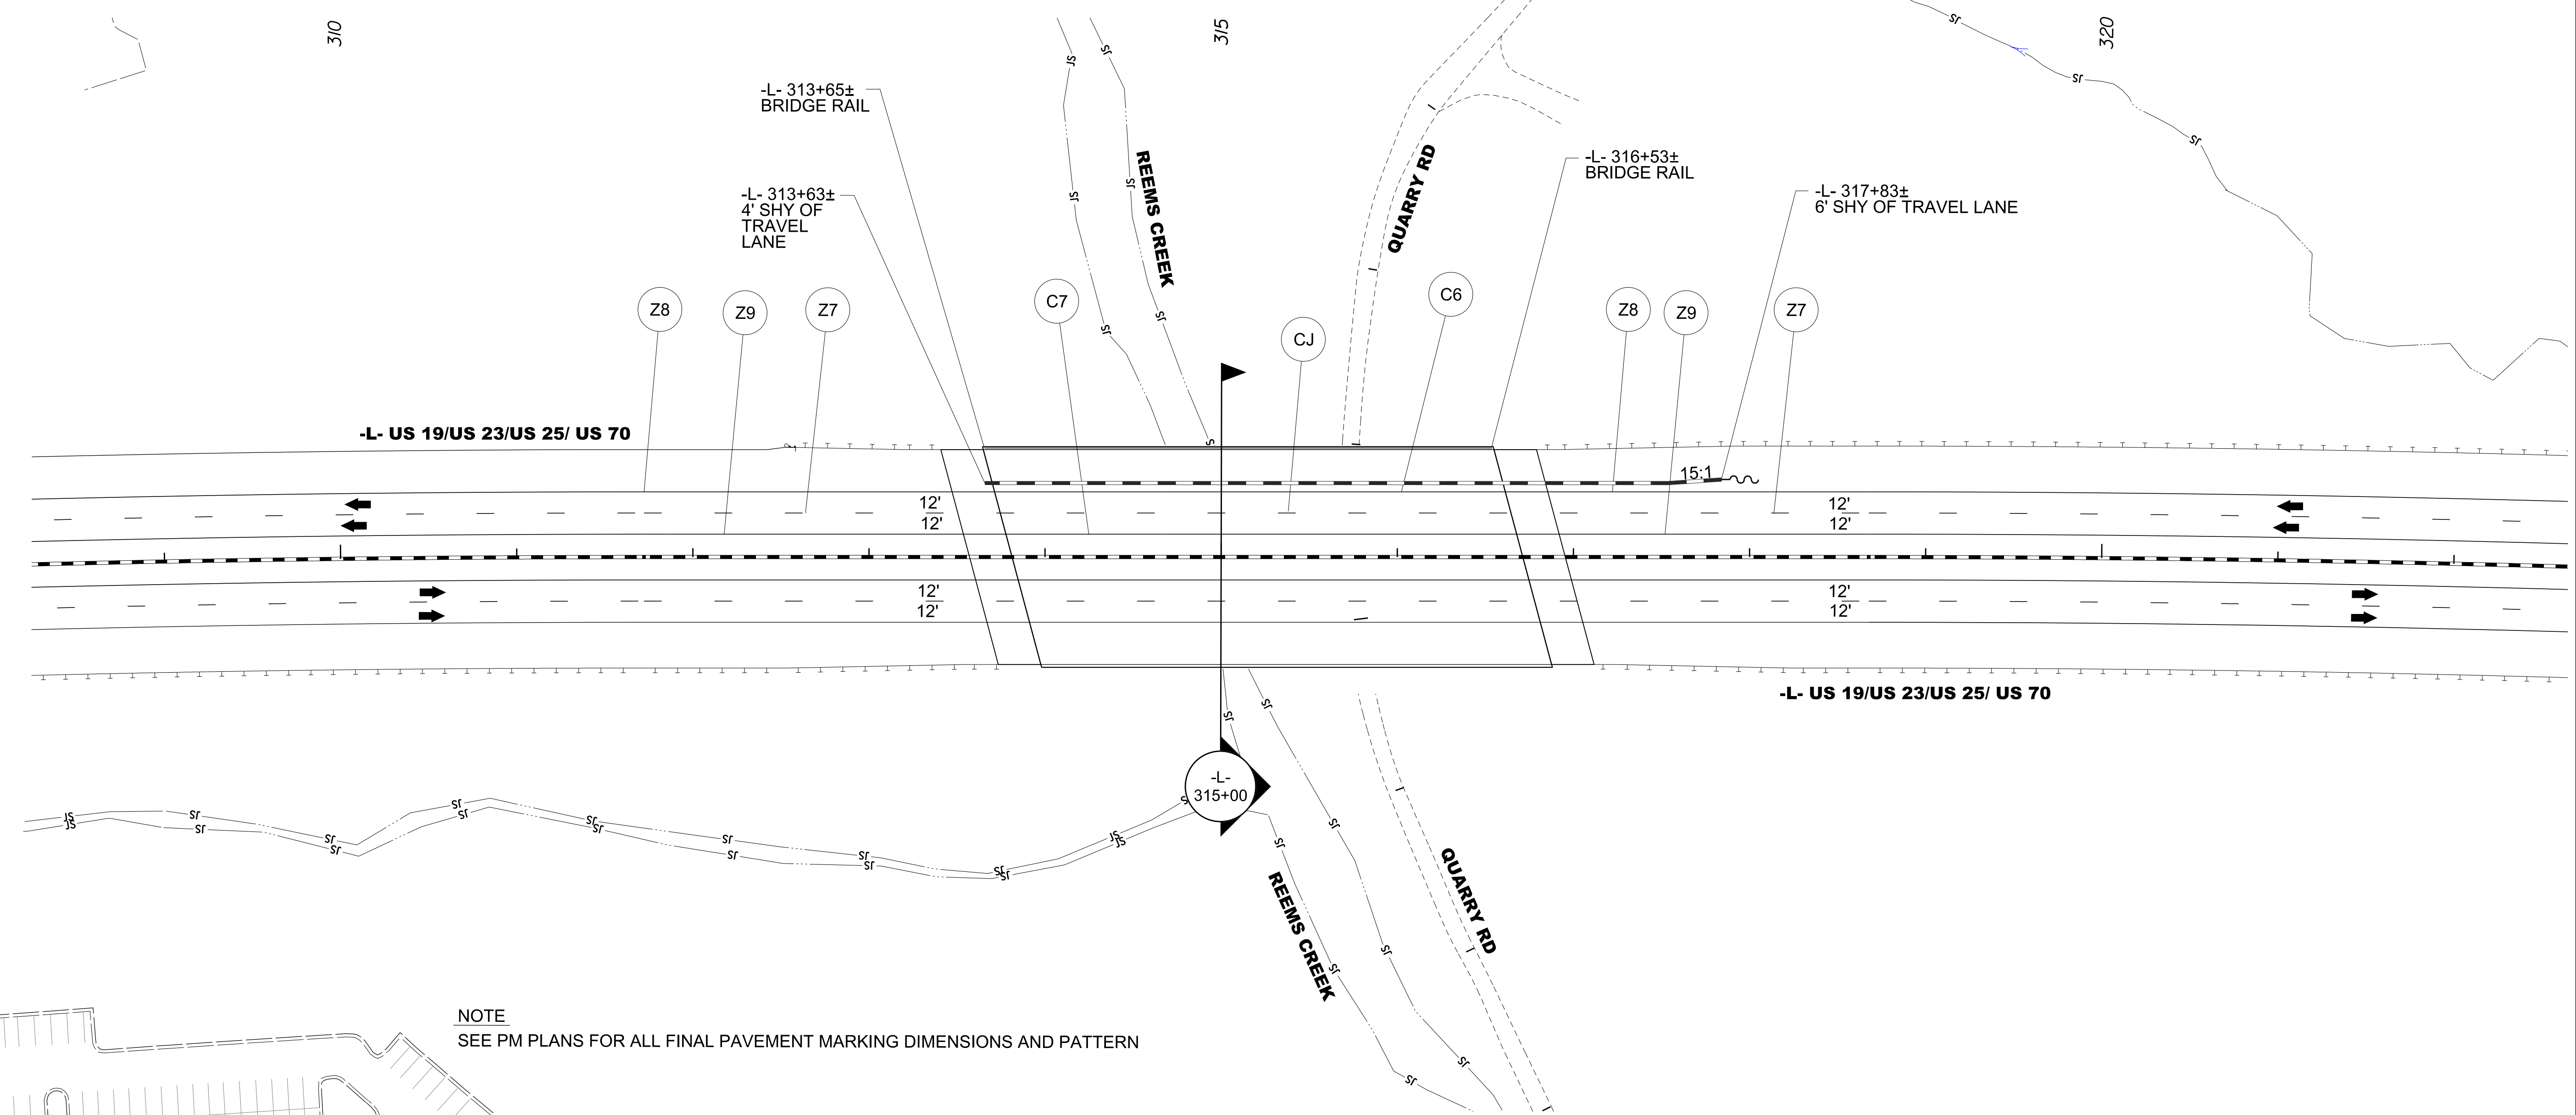 310
315
320
-L- 313+65±
BRIDGE RAIL
-L- 313+63±
4' SHY OF
TRAVEL
LANE
REEMS CREEK
QUARRY RD
-L- 316+53±
BRIDGE RAIL
-L- 317+83±
6' SHY OF TRAVEL LANE
Z8
Z9
Z7
C7
CJ
C6
Z8
Z9
Z7
-L- US 19/US 23/US 25/ US 70
15:1
12'
12'
12'
12'
12'
12'
12'
12'
-L- US 19/US 23/US 25/ US 70
-L-
315+00
REEMS CREEK
QUARRY RD
NOTE
SEE PM PLANS FOR ALL FINAL PAVEMENT MARKING DIMENSIONS AND PATTERN